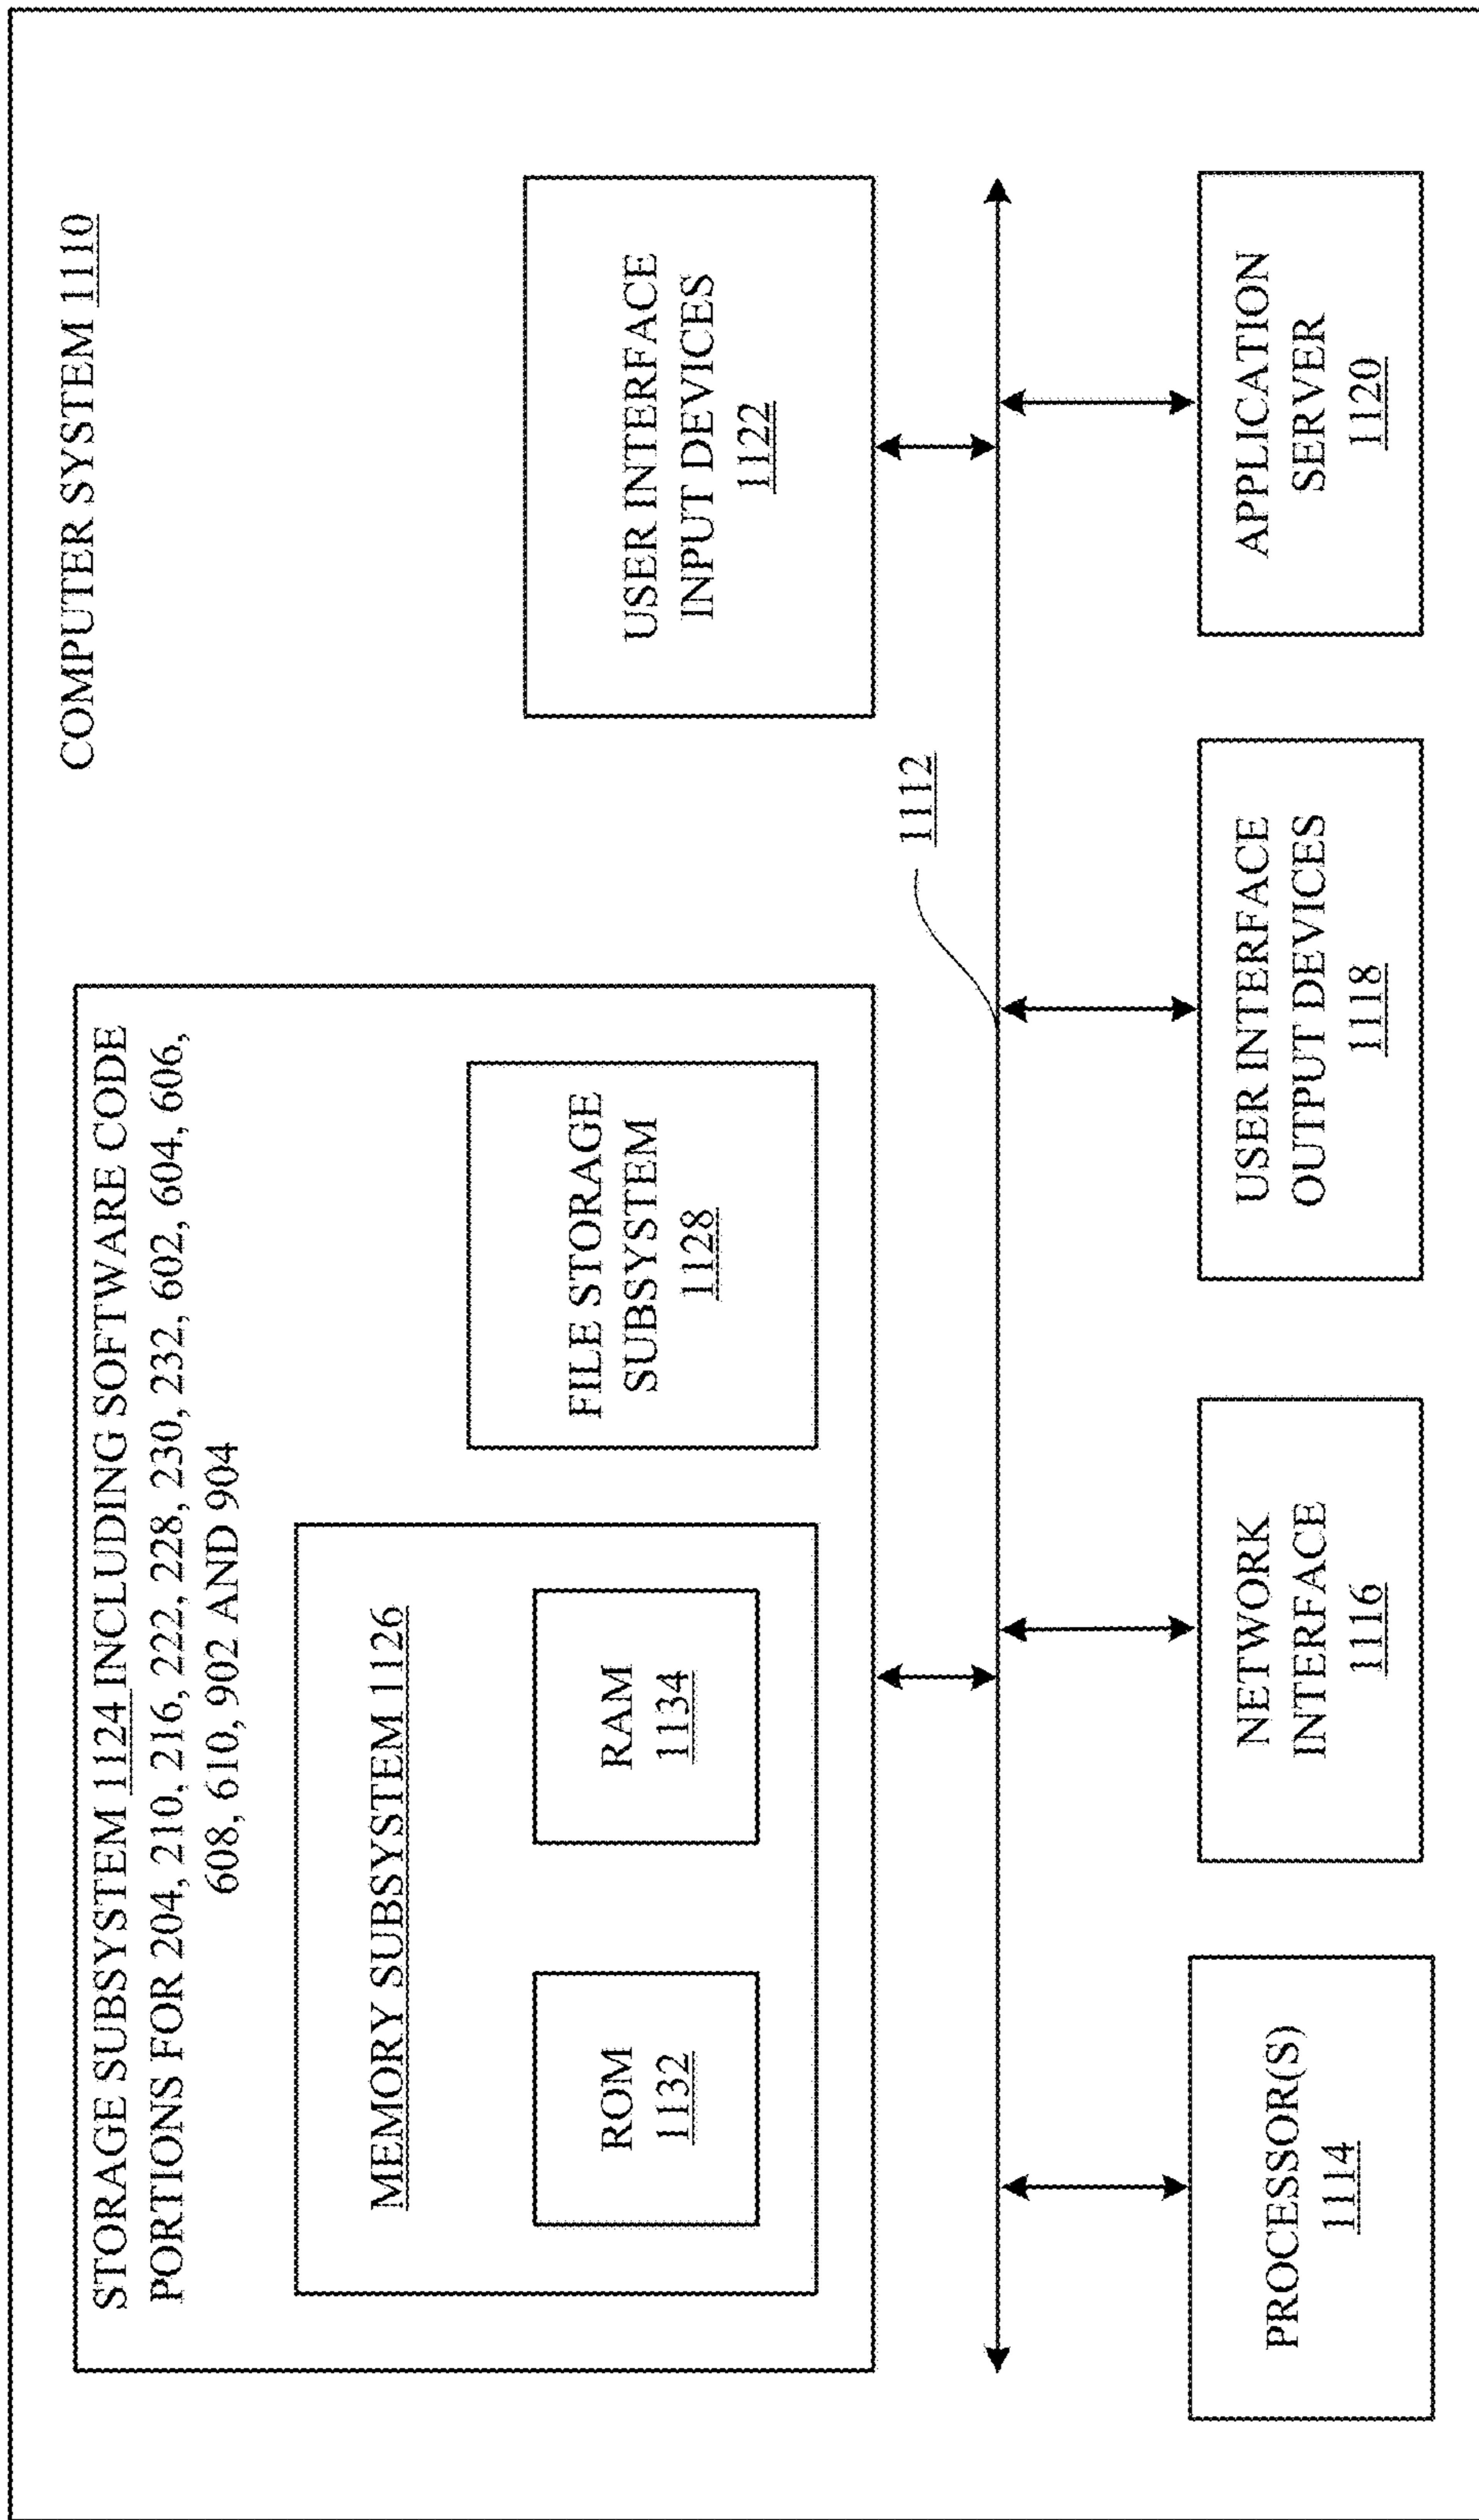 COMPUTER SYSTEM 1110
STORAGE SUBSYSTEM 1124 INCLUDING SOFTWARE CODE
PORTIONS FOR 204, 210, 216, 222, 228, 230, 232, 602, 604, 606,
608, 610, 902 AND 904
MEMORY SUBSYSTEM 1126
ROM
1132
RAM
1134
FILE STORAGE
SUBSYSTEM
1128
USER INTERFACE
INPUT DEVICES
1122
1112
PROCESSOR(S)
1114
NETWORK
INTERFACE
1116
USER INTERFACE
OUTPUT DEVICES
1118
APPLICATION
SERVER
1120